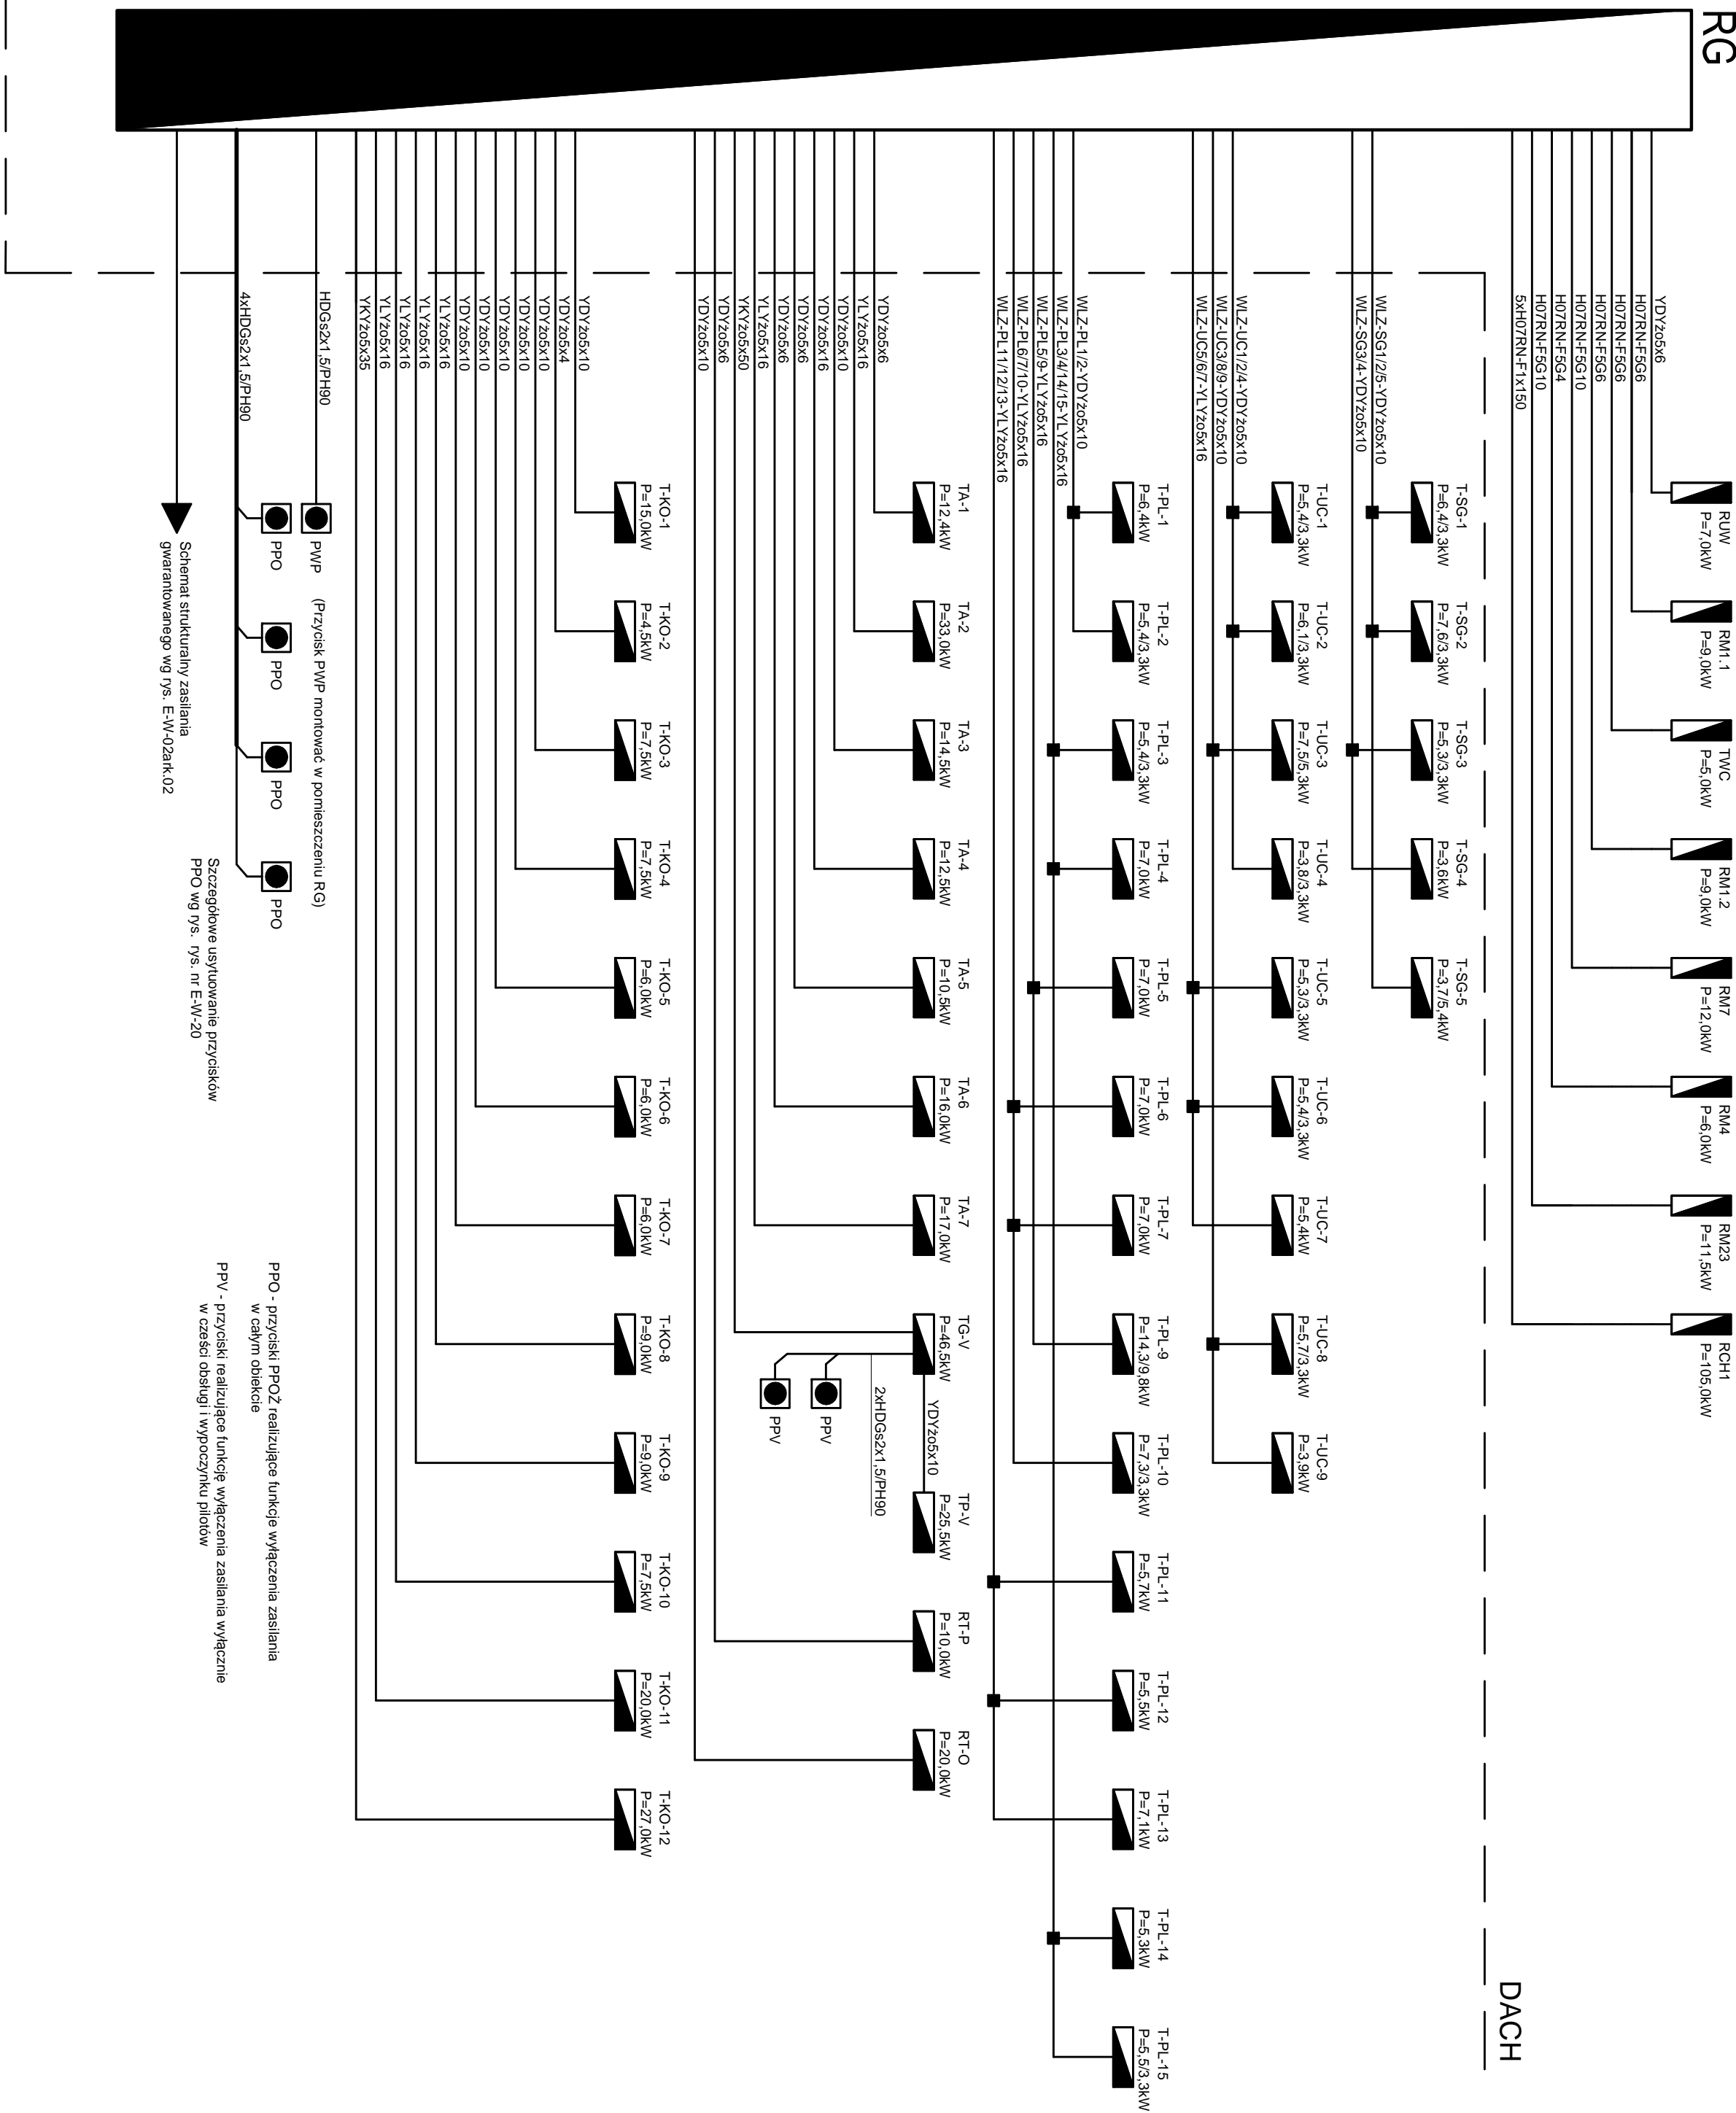 RG
DACH
RUW
P=7,0kW
RM1.1
P=9,0kW
TWC
P=5,0kW
RM1.2
P=9,0kW
RM7
P=12,0kW
RM4
P=6,0kW
RM23
P=11,5kW
RCH1
P=105,0kW
YDYżo5x6
H07RN-F5G6
H07RN-F5G6
H07RN-F5G6
H07RN-F5G10
H07RN-F5G4
H07RN-F5G10
5xH07RN-F1x150
T-SG-1
P=6,4/3,3kW
T-SG-2
P=7,6/3,3kW
T-SG-3
P=5,3/3,3kW
T-SG-4
P=3,6kW
T-SG-5
P=3,7/5,4kW
WLZ-SG1/2/5-YDYżo5x10
WLZ-SG3/4-YDYżo5x10
T-UC-1
P=5,4/3,3kW
T-UC-2
P=6,1/3,3kW
T-UC-3
P=7,5/5,3kW
T-UC-4
P=3,8/3,3kW
T-UC-5
P=5,3/3,3kW
T-UC-6
P=5,4/3,3kW
T-UC-7
P=5,4kW
T-UC-8
P=5,7/3,3kW
T-UC-9
P=3,9kW
WLZ-UC1/2/4-YDYżo5x10
WLZ-UC3/8/9-YDYżo5x10
WLZ-UC5/6/7-YLYżo5x16
T-PL-1
P=6,4kW
T-PL-2
P=5,4/3,3kW
T-PL-3
P=5,4/3,3kW
T-PL-4
P=7,0kW
T-PL-5
P=7,0kW
T-PL-6
P=7,0kW
T-PL-7
P=7,0kW
T-PL-9
P=14,3/9,8kW
T-PL-10
P=7,3/3,3kW
T-PL-11
P=5,7kW
T-PL-12
P=5,5kW
T-PL-13
P=7,1kW
T-PL-14
P=5,3kW
T-PL-15
P=5,5/3,3kW
WLZ-PL1/2-YDYżo5x10
WLZ-PL3/4/14/15-YLYżo5x16
WLZ-PL5/9-YLYżo5x16
WLZ-PL6/7/10-YLYżo5x16
WLZ-PL11/12/13-YLYżo5x16
TA-1
P=12,4kW
TA-2
P=33,0kW
TA-3
P=14,5kW
TA-4
P=12,5kW
TA-5
P=10,5kW
TA-6
P=16,0kW
TA-7
P=17,0kW
TG-V
P=46,5kW
YDYżo5x10
TP-V
P=25,5kW
RT-P
P=10,0kW
RT-O
P=20,0kW
2xHDGs2x1,5/PH90
PPV
PPV
YDYżo5x6
YLYżo5x16
YDYżo5x10
YDYżo5x16
YDYżo5x6
YDYżo5x6
YLYżo5x16
YKYżo5x50
YDYżo5x6
YDYżo5x10
T-KO-1
P=15,0kW
T-KO-2
P=4,5kW
T-KO-3
P=7,5kW
T-KO-4
P=7,5kW
T-KO-5
P=6,0kW
T-KO-6
P=6,0kW
T-KO-7
P=6,0kW
T-KO-8
P=9,0kW
T-KO-9
P=9,0kW
T-KO-10
P=7,5kW
T-KO-11
P=20,0kW
T-KO-12
P=27,0kW
YDYżo5x10
YDYżo5x4
YDYżo5x10
YDYżo5x10
YDYżo5x10
YDYżo5x10
YDYżo5x10
YLYżo5x16
YLYżo5x16
YLYżo5x16
YLYżo5x16
YKYżo5x35
HDGs2x1,5/PH90
PWP
(Przycisk PWP montować w pomieszczeniu RG)
4xHDGs2x1,5/PH90
PPO
PPO
PPO
PPO
Schemat strukturalny zasilania
gwarantowanego wg rys. E-W-02ark.02
Szczegółowe usytuowanie przycisków
PPO wg rys. rys. nr E-W-20
PPO - przyciski PPOŻ realizujące funkcje wyłączenia zasilania
w całym obiekcie
PPV - przyciski realizujące funkcję wyłączenia zasilania wyłącznie
w cześci obsługi i wypoczynku pilotów